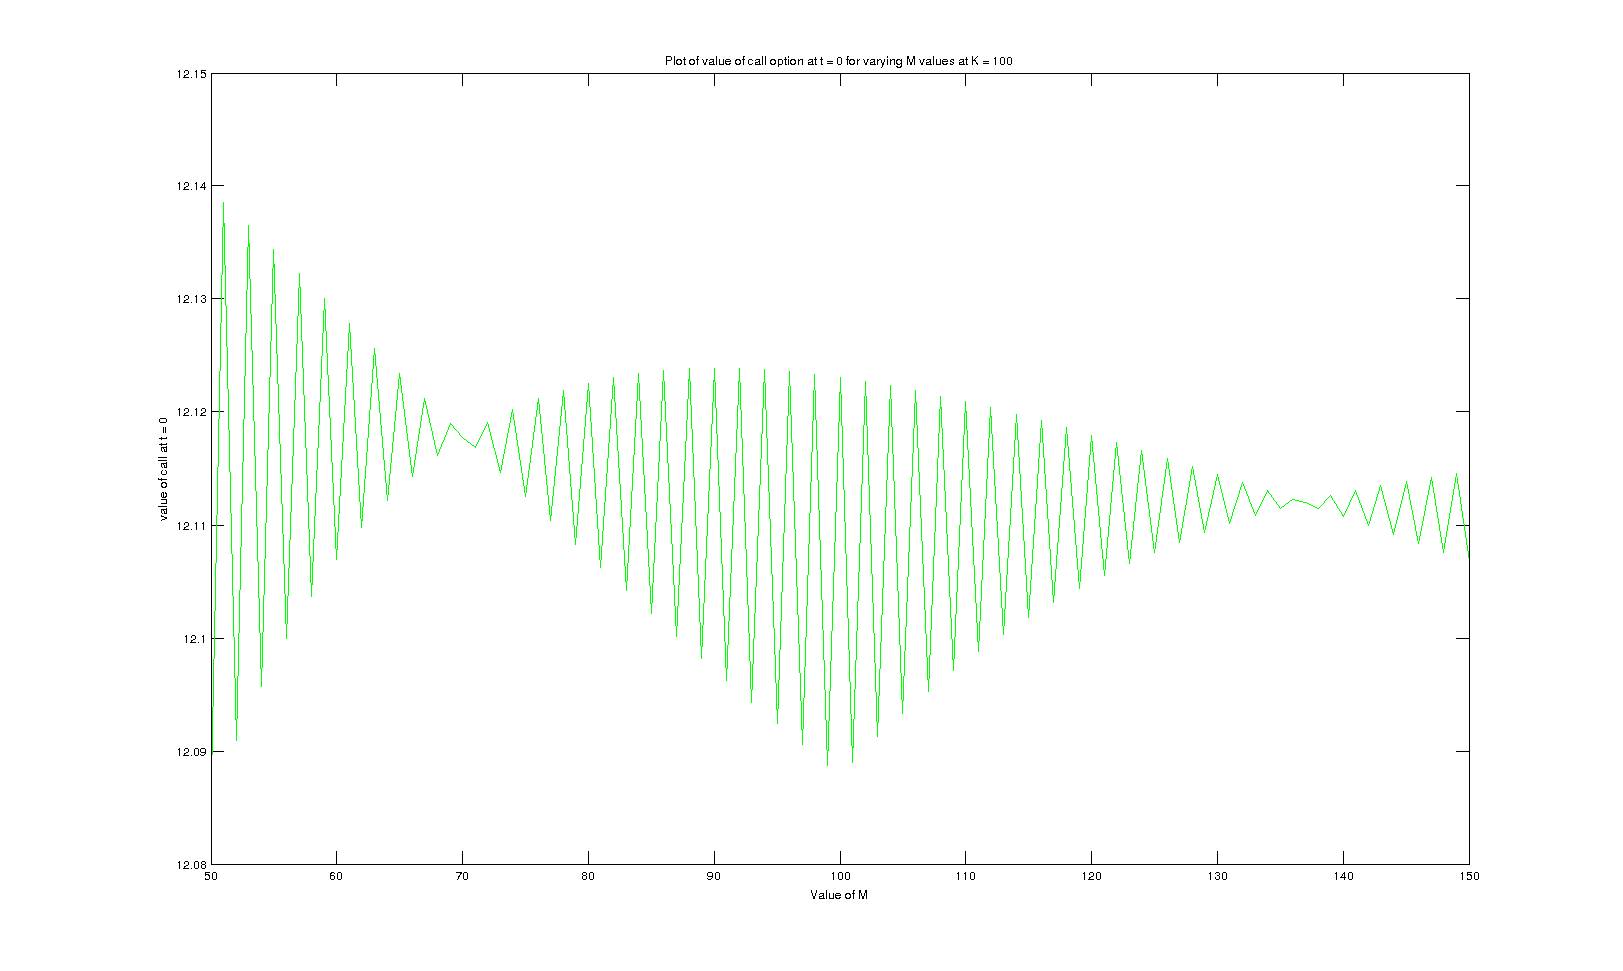 Plot of value of call option at t = 0 for varying M values at K = 100
12.15
12.14
12.13
12.12
12.11
12.1
12.09
12.08
value of call at t = 0
50 60 70 80 90 100 110 120 130 140 150
Value of M